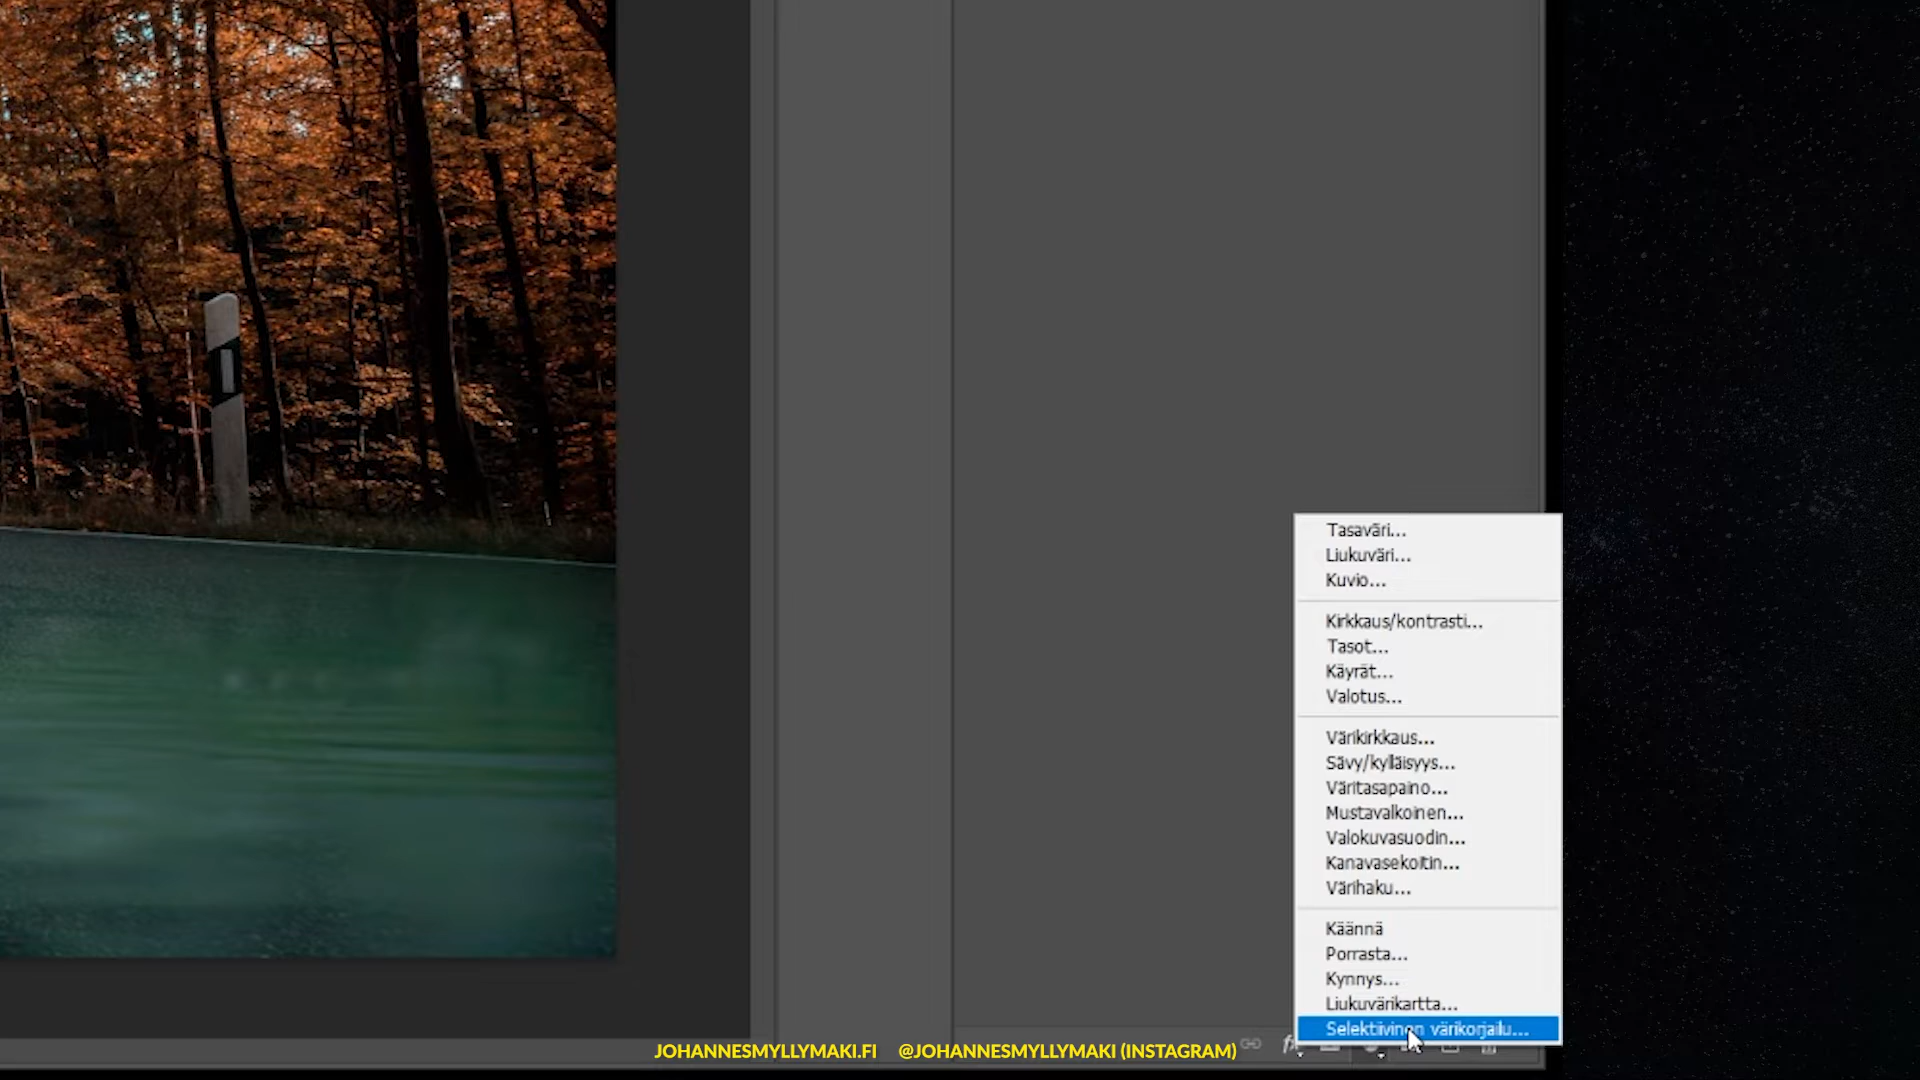 Tasaväri...
Liukuväri...
Kuvio...
Kirkkaus/kontrasti...
Tasot...
Käyrät...
Valotus...
Värikirkkaus...
Sävy/kylläisyys...
Väritasapaino...
Mustavalkoinen...
Valokuvasuodin...
Kanavasekoitin...
Värihaku...
Käännä
Porrasta...
Kynnys...
Liukuvärikartta...
Selektiivinen värikorjailu...
fx
JOHANNESMYLLYMAKI.FI @JOHANNESMYLLYMAKI (INSTAGRAM)